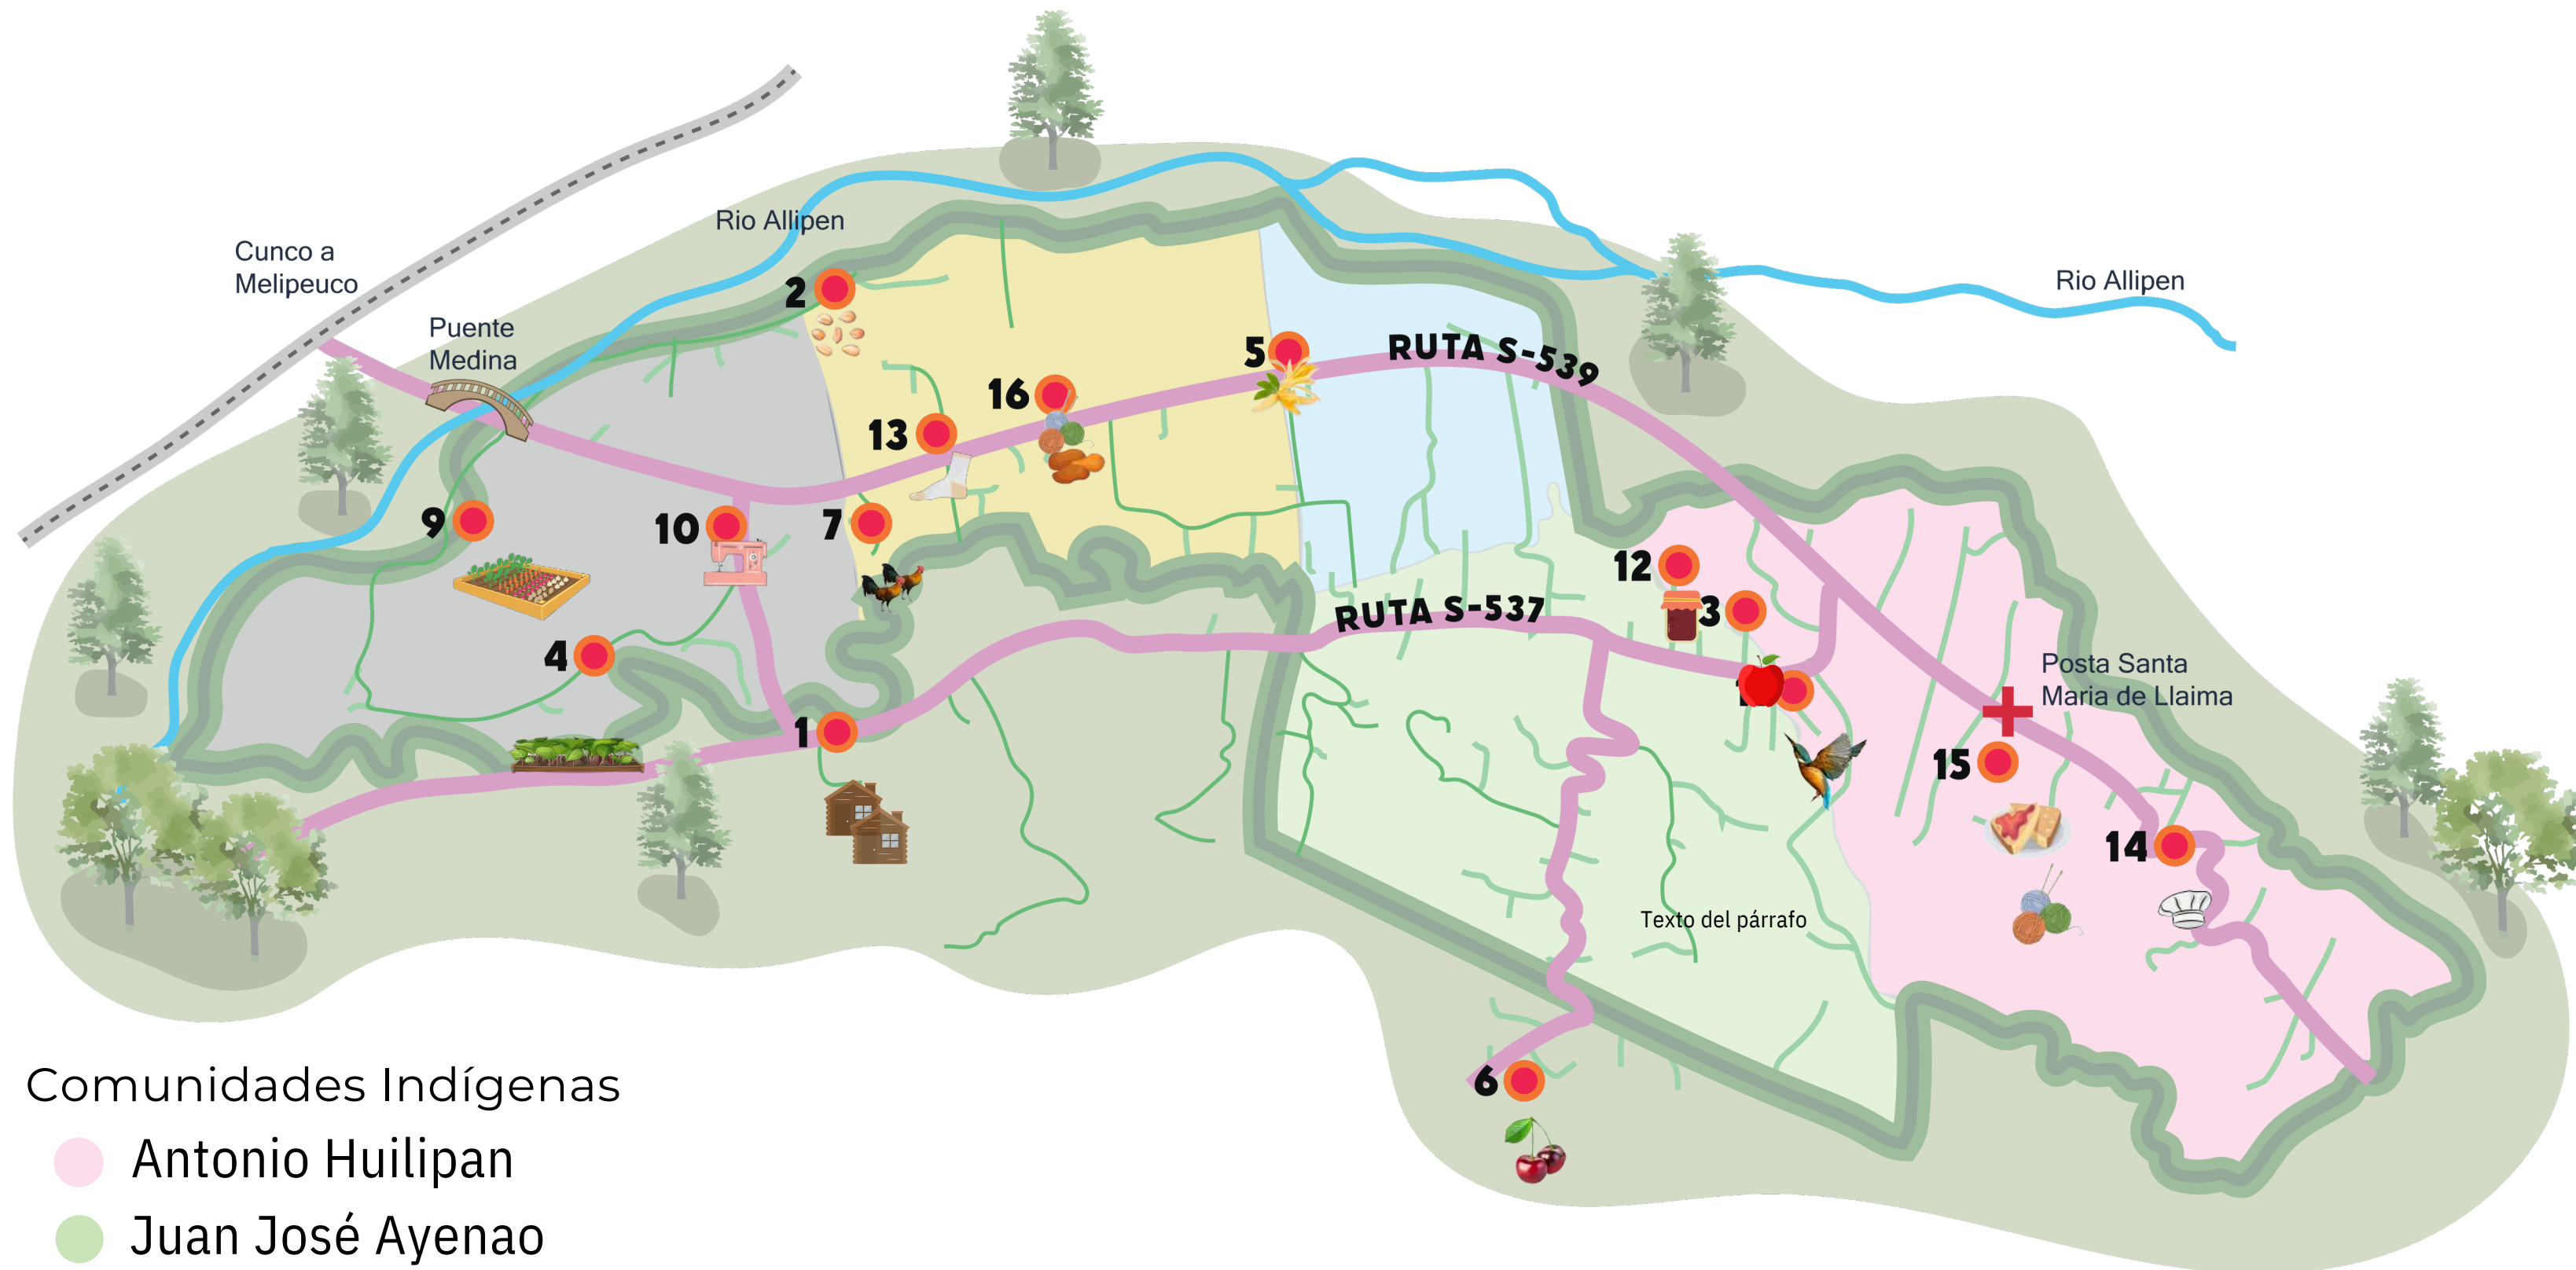 Cunco a
Melipeuco
Rio Allipen
Puente
Medina
Rio Allipen
2
5
RUTA S-539
16
13
9
10
7
12
3
RUTA S-537
4
1
Posta Santa
Maria de Llaima
15
14
Texto del párrafo
6
Comunidades Indígenas
Antonio Huilipan
Juan José Ayenao